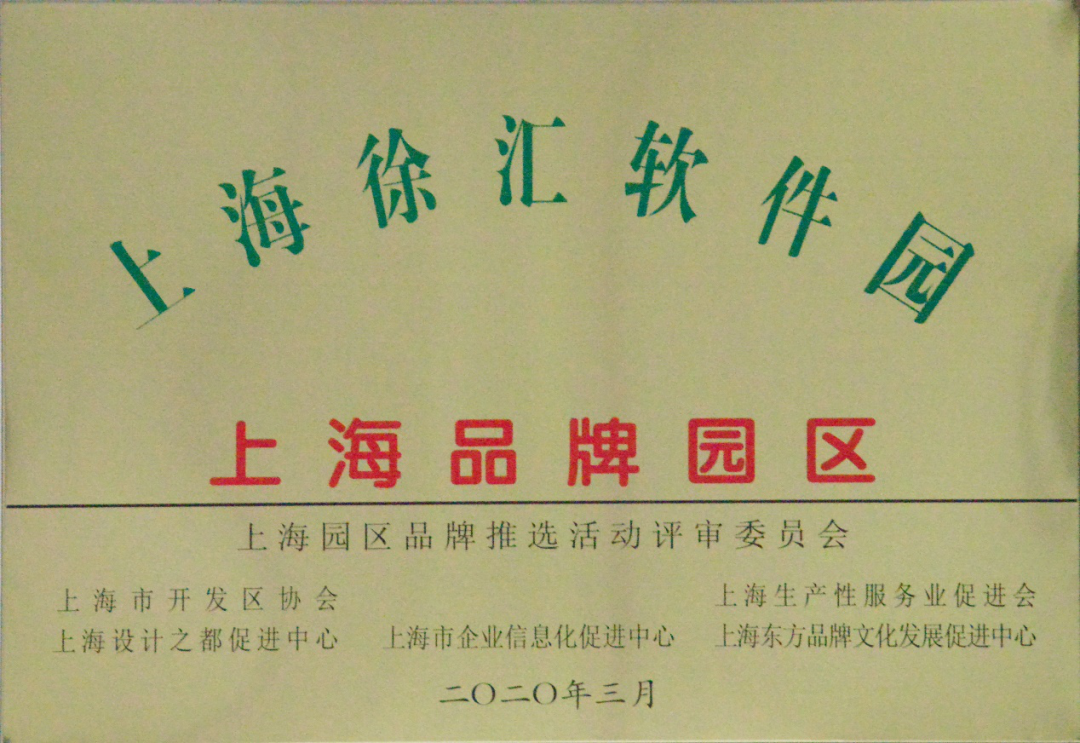 上海徐汇软件园
上海品牌园区
上海园区品牌推选活动评审委员会
上海市开发区协会 上海生产性服务业促进会
上海设计之都促进中心 上海市企业信息化促进中心 上海东方品牌文化发展促进中心
二〇二〇年三月